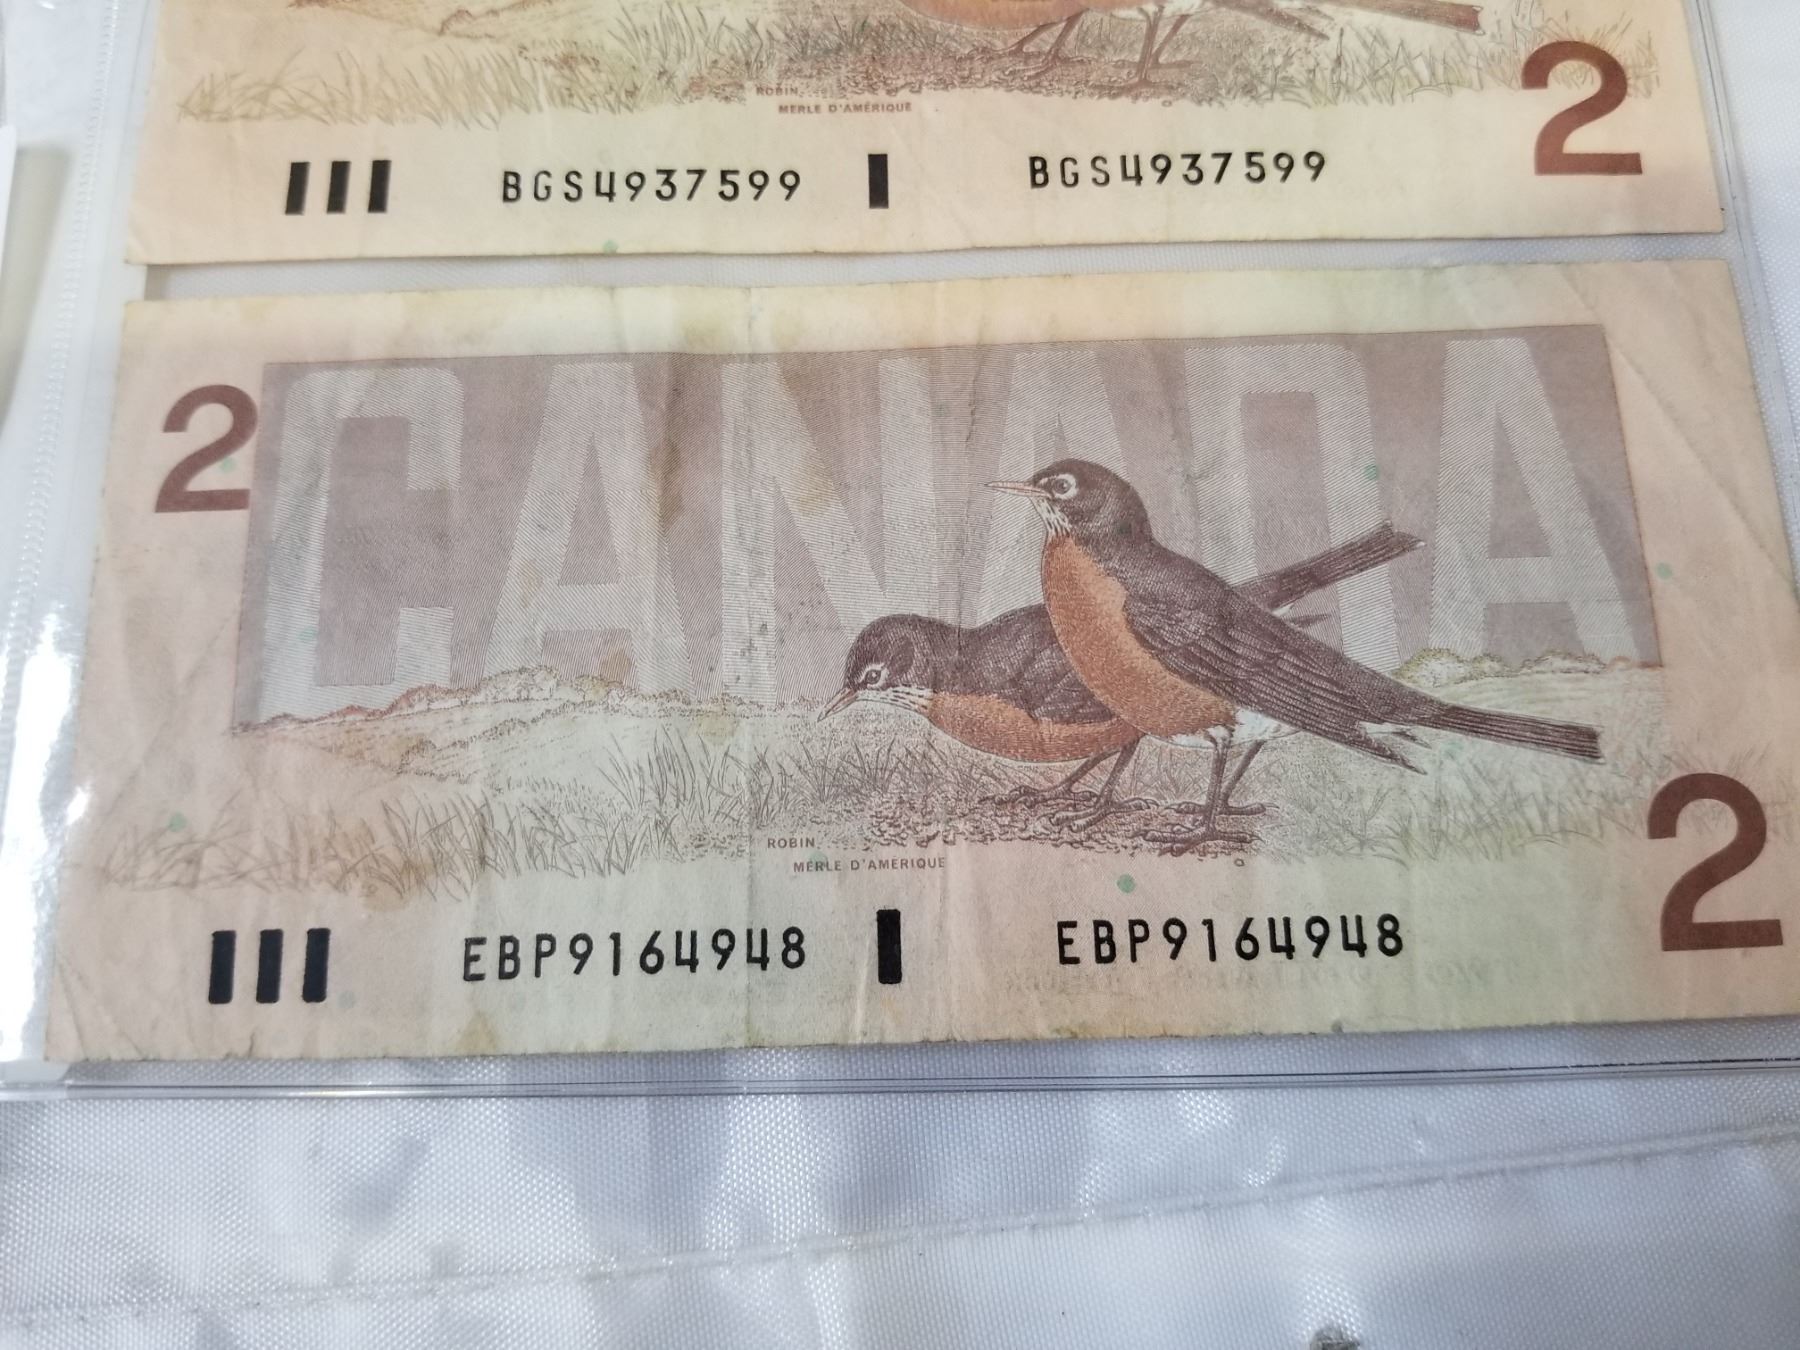 2
ROBIN
MERLE D'AMÉRIQUE
BGS4937599 BGS4937599
2 CANADA
ROBIN
MERLE D'AMÉRIQUE
2
EBP9164948 EBP9164948